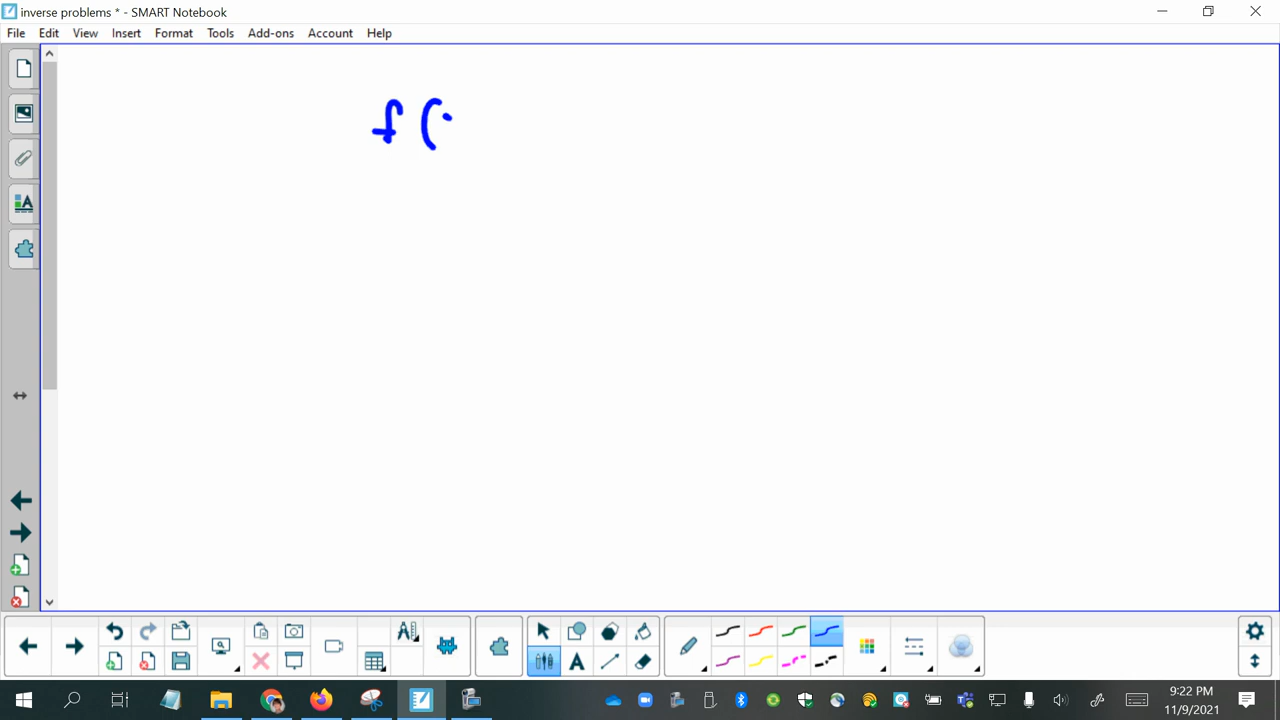 inverse problems * - SMART Notebook
File Edit View Insert Format Tools Add-ons Account Help
f (
9:22 PM
11/9/2021